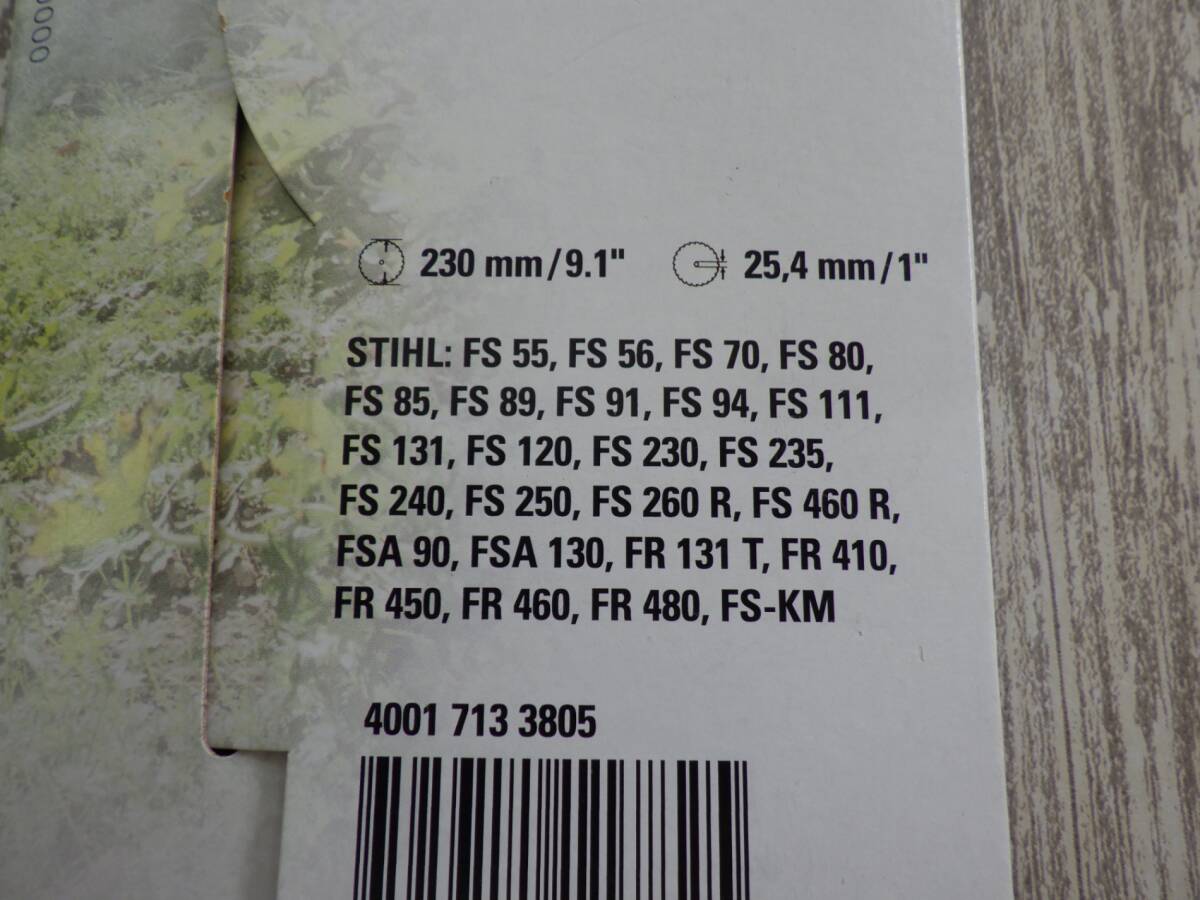 0000
230 mm/9.1" 25,4 mm/1"
STIHL: FS 55, FS 56, FS 70, FS 80,
FS 85, FS 89, FS 91, FS 94, FS 111,
FS 131, FS 120, FS 230, FS 235,
FS 240, FS 250, FS 260 R, FS 460 R,
FSA 90, FSA 130, FR 131 T, FR 410,
FR 450, FR 460, FR 480, FS-KM
4001 713 3805